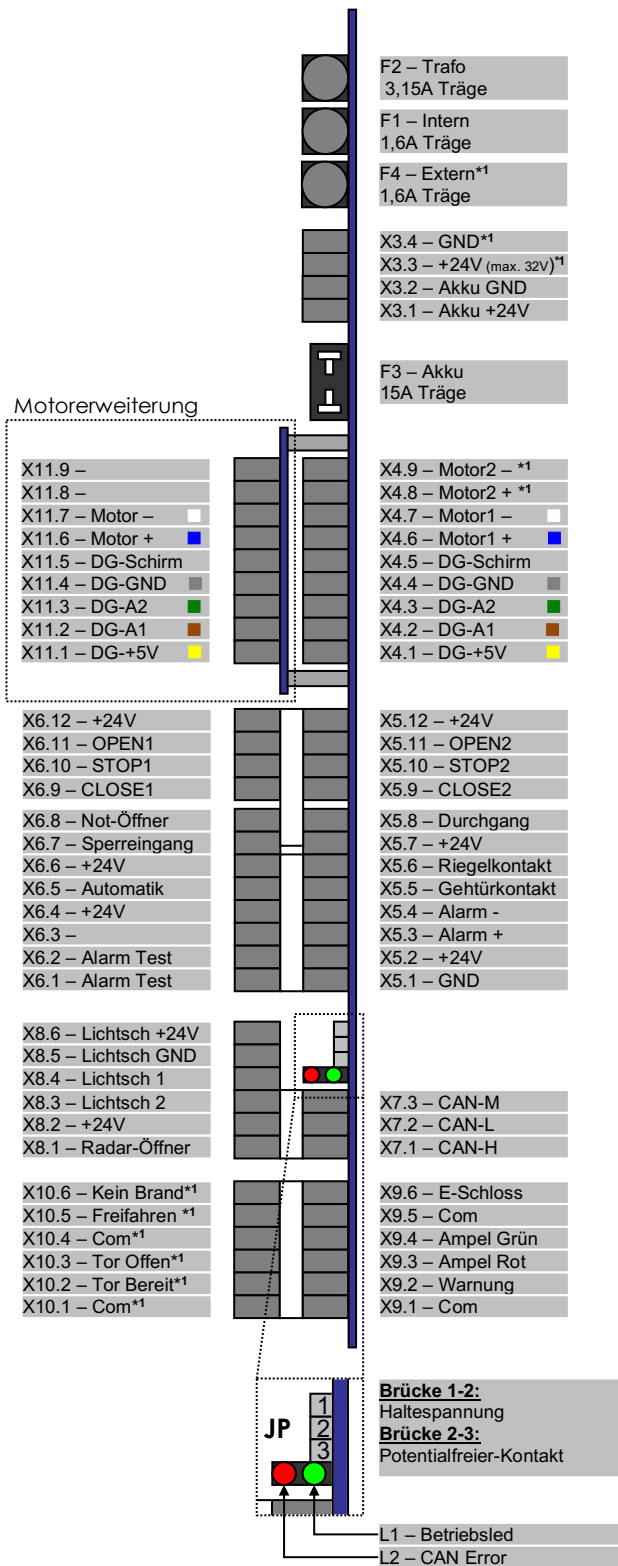 F2 – Trafo
3,15A Träge
F1 – Intern
1,6A Träge
F4 – Extern*1
1,6A Träge
X3.4 – GND*1
X3.3 – +24V (max. 32V)*1
X3.2 – Akku GND
X3.1 – Akku +24V
F3 – Akku
15A Träge
Motorerweiterung
X11.9 –
X11.8 –
X11.7 – Motor –
X11.6 – Motor +
X11.5 – DG-Schirm
X11.4 – DG-GND
X11.3 – DG-A2
X11.2 – DG-A1
X11.1 – DG-+5V
X4.9 – Motor2 – *1
X4.8 – Motor2 + *1
X4.7 – Motor1 –
X4.6 – Motor1 +
X4.5 – DG-Schirm
X4.4 – DG-GND
X4.3 – DG-A2
X4.2 – DG-A1
X4.1 – DG-+5V
X6.12 – +24V
X6.11 – OPEN1
X6.10 – STOP1
X6.9 – CLOSE1
X6.8 – Not-Öffner
X6.7 – Sperreingang
X6.6 – +24V
X6.5 – Automatik
X6.4 – +24V
X6.3 –
X6.2 – Alarm Test
X6.1 – Alarm Test
X5.12 – +24V
X5.11 – OPEN2
X5.10 – STOP2
X5.9 – CLOSE2
X5.8 – Durchgang
X5.7 – +24V
X5.6 – Riegelkontakt
X5.5 – Gehtürkontakt
X5.4 – Alarm -
X5.3 – Alarm +
X5.2 – +24V
X5.1 – GND
X8.6 – Lichtsch +24V
X8.5 – Lichtsch GND
X8.4 – Lichtsch 1
X8.3 – Lichtsch 2
X8.2 – +24V
X8.1 – Radar-Öffner
X7.3 – CAN-M
X7.2 – CAN-L
X7.1 – CAN-H
X10.6 – Kein Brand*1
X10.5 – Freifahren *1
X10.4 – Com*1
X10.3 – Tor Offen*1
X10.2 – Tor Bereit*1
X10.1 – Com*1
X9.6 – E-Schloss
X9.5 – Com
X9.4 – Ampel Grün
X9.3 – Ampel Rot
X9.2 – Warnung
X9.1 – Com
JP
1
2
3
Brücke 1-2:
Haltespannung
Brücke 2-3:
Potentialfreier-Kontakt
L1 – Betriebsled
L2 – CAN Error